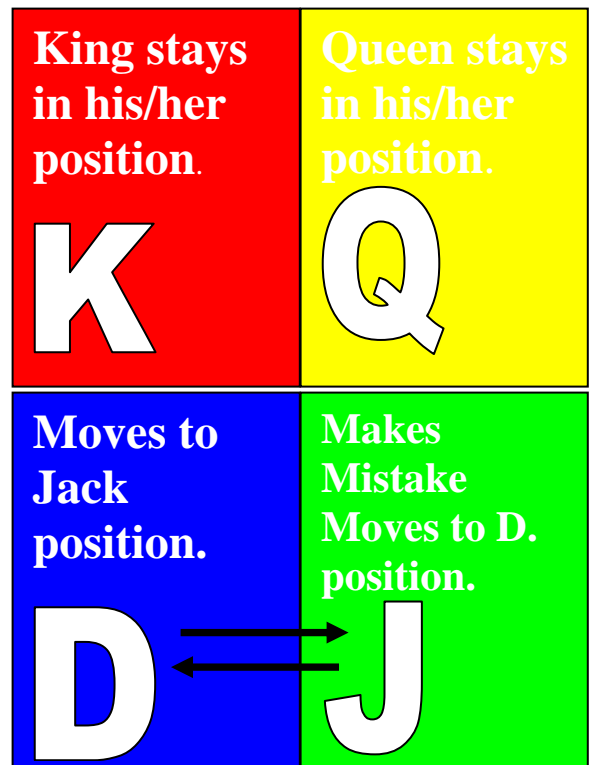 King stays
in his/her
position.
K
Queen stays
in his/her
position.
Q
Moves to
Jack
position.
D
Makes
Mistake
Moves to D.
position.
J